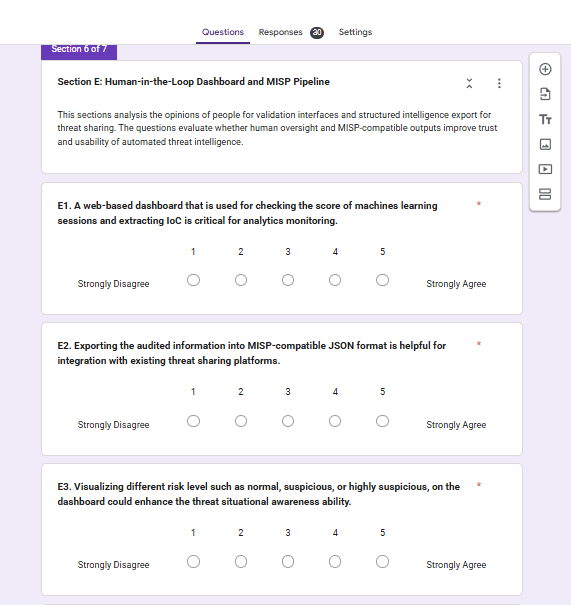 Questions Responses 30 Settings
Section 6 of 7
Section E: Human-in-the-Loop Dashboard and MISP Pipeline
This sections analysis the opinions of people for validation interfaces and structured intelligence export for
threat sharing. The questions evaluate whether human oversight and MISP-compatible outputs improve trust
and usability of automated threat intelligence.
E1. A web-based dashboard that is used for checking the score of machines learning *
sessions and extracting IoC is critical for analytics monitoring.
1 2 3 4 5
Strongly Disagree Strongly Agree
E2. Exporting the audited information into MISP-compatible JSON format is helpful for *
integration with existing threat sharing platforms.
1 2 3 4 5
Strongly Disagree Strongly Agree
E3. Visualizing different risk level such as normal, suspicious, or highly suspicious, on the *
dashboard could enhance the threat situational awareness ability.
1 2 3 4 5
Strongly Disagree Strongly Agree